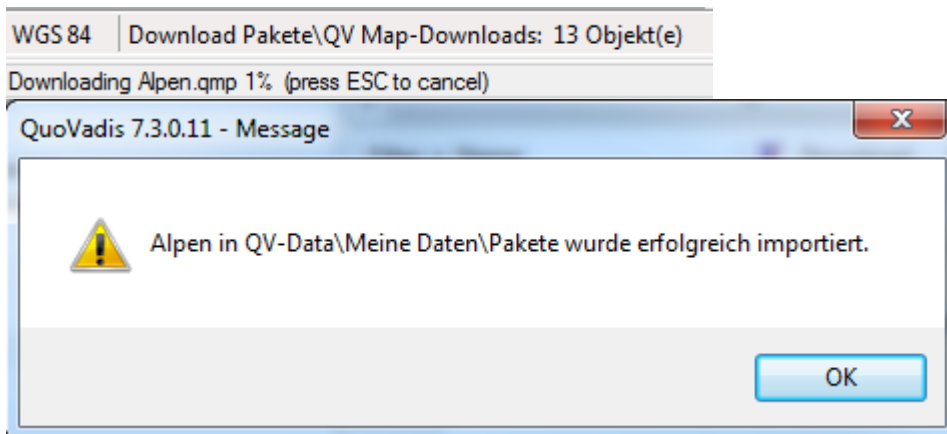 WGS 84 Download Pakete\QV Map-Downloads: 13 Objekt(e)
Downloading Alpen.qmp 1% (press ESC to cancel)
QuoVadis 7.3.0.11 - Message
Alpen in QV-Data\Meine Daten\Pakete wurde erfolgreich importiert.
OK